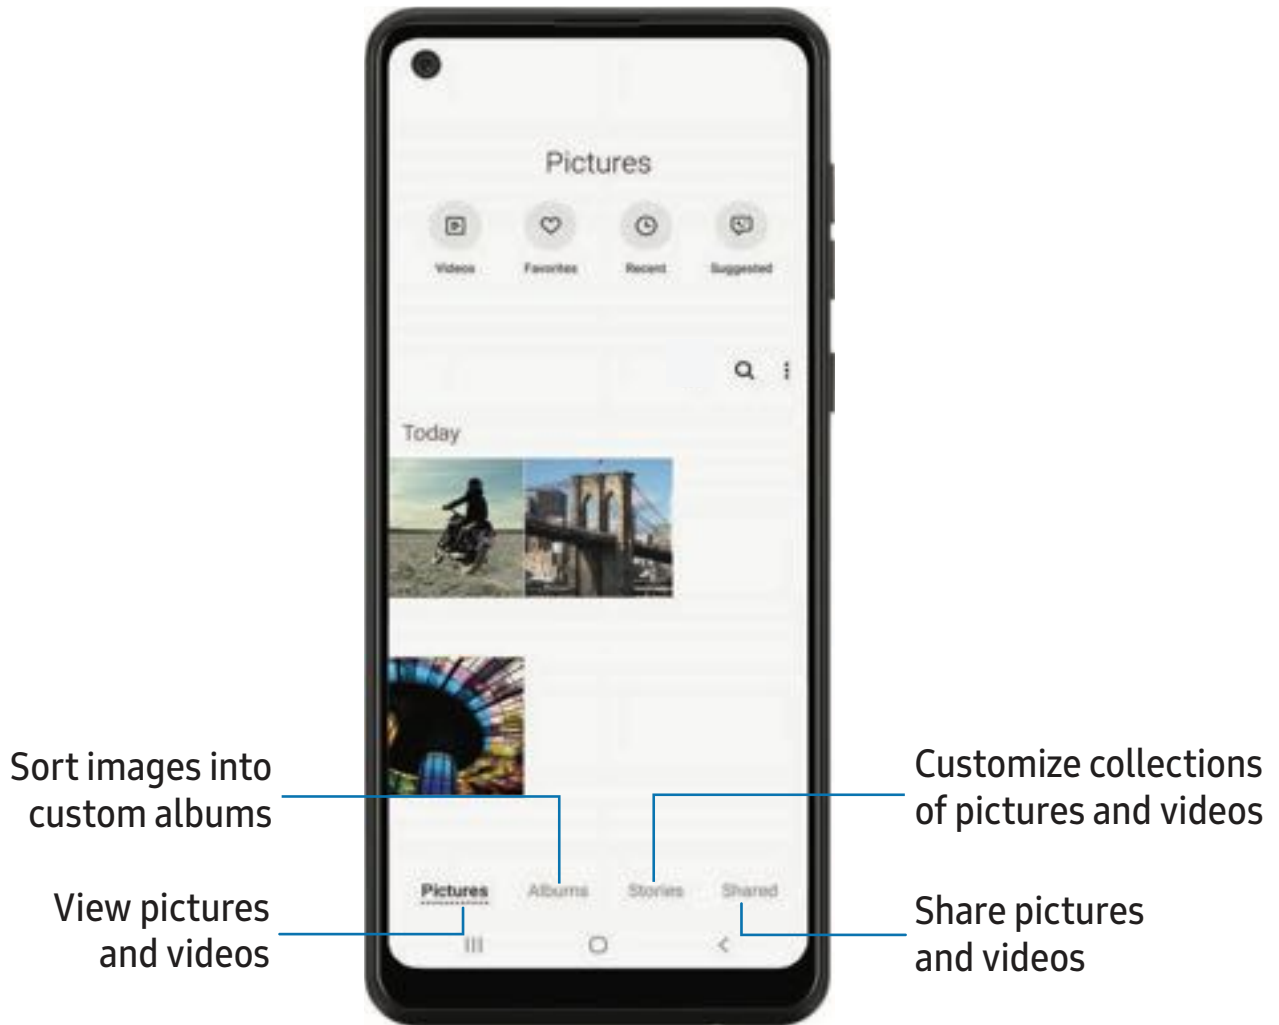 Pictures
Videos Favorites Recent Suggested
Today
Sort images into
custom albums
Customize collections
of pictures and videos
Pictures Albums Stories Shared
View pictures
and videos
Share pictures
and videos